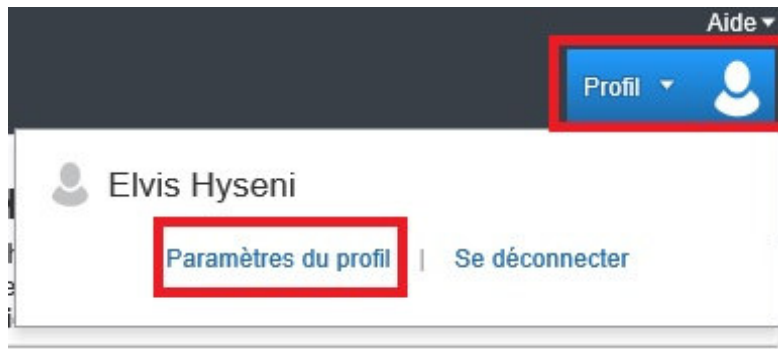 Aide
Profil
Elvis Hyseni
Paramètres du profil | Se déconnecter